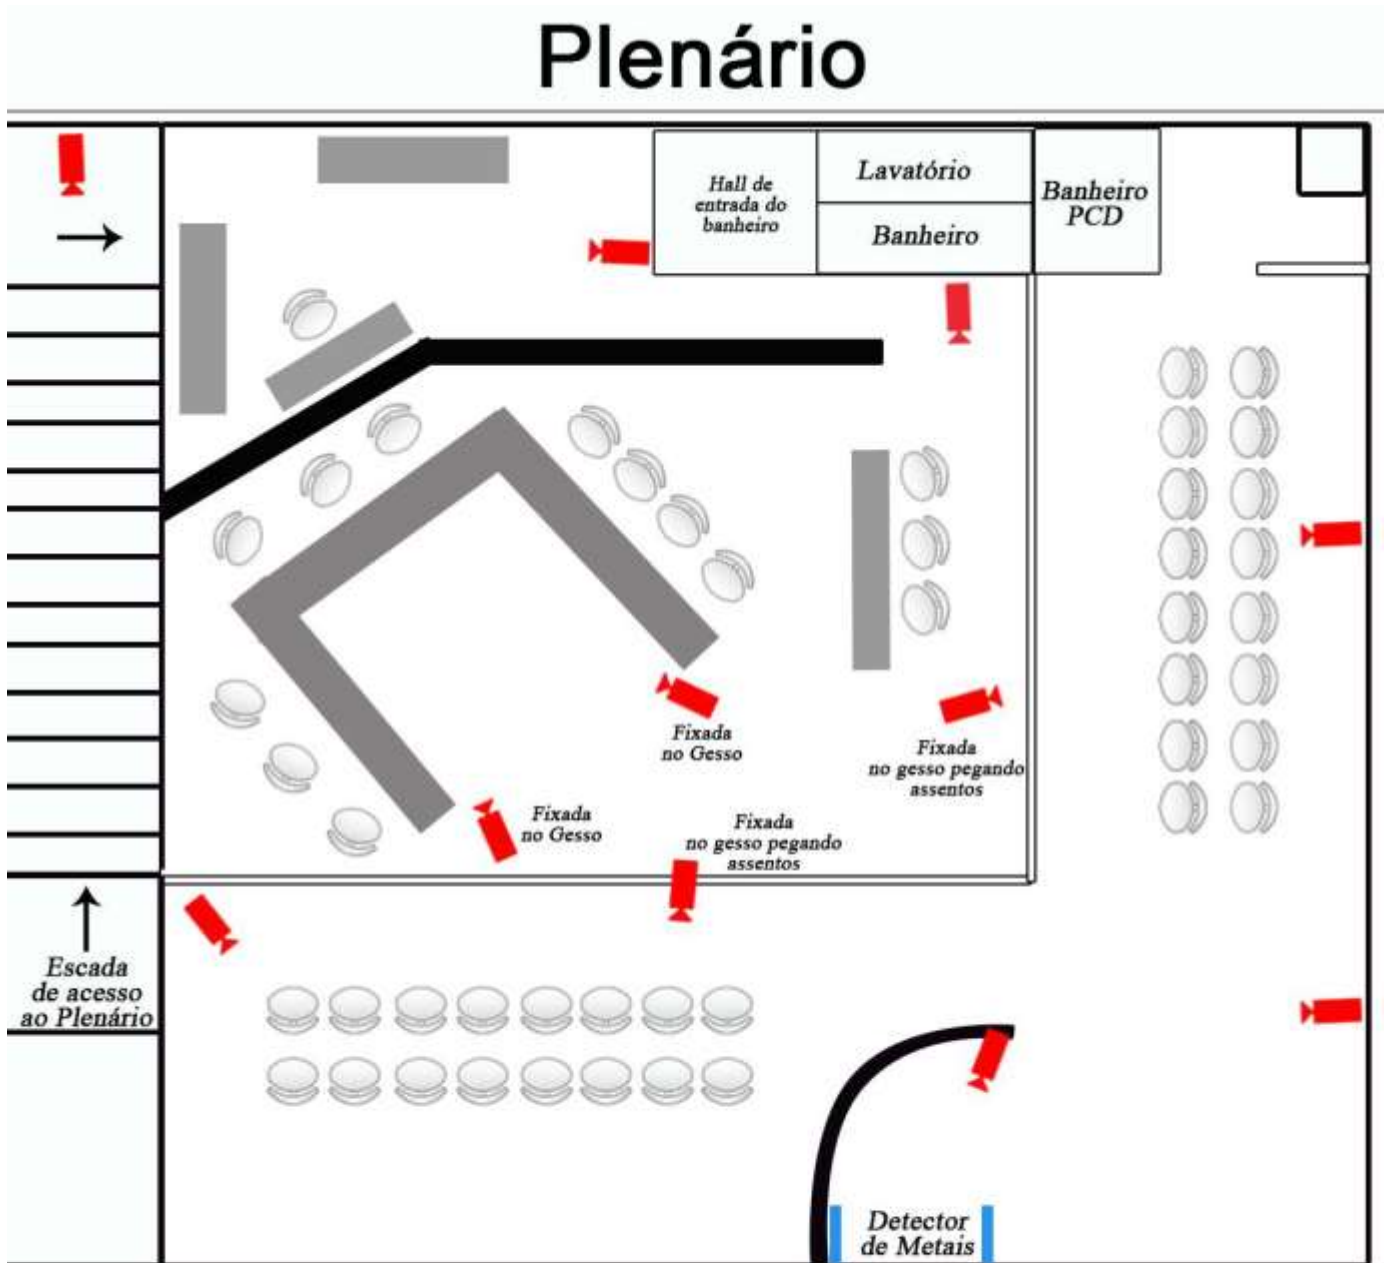 Plenário
Hall de
entrada do
banheiro
Lavatório
Banheiro
Banheiro
PCD
Fixada
no Gesso
Fixada
no gesso pegando
assentos
Fixada
no Gesso
Fixada
no gesso pegando
assentos
Escada
de acesso
ao Plenário
Detector
de Metais